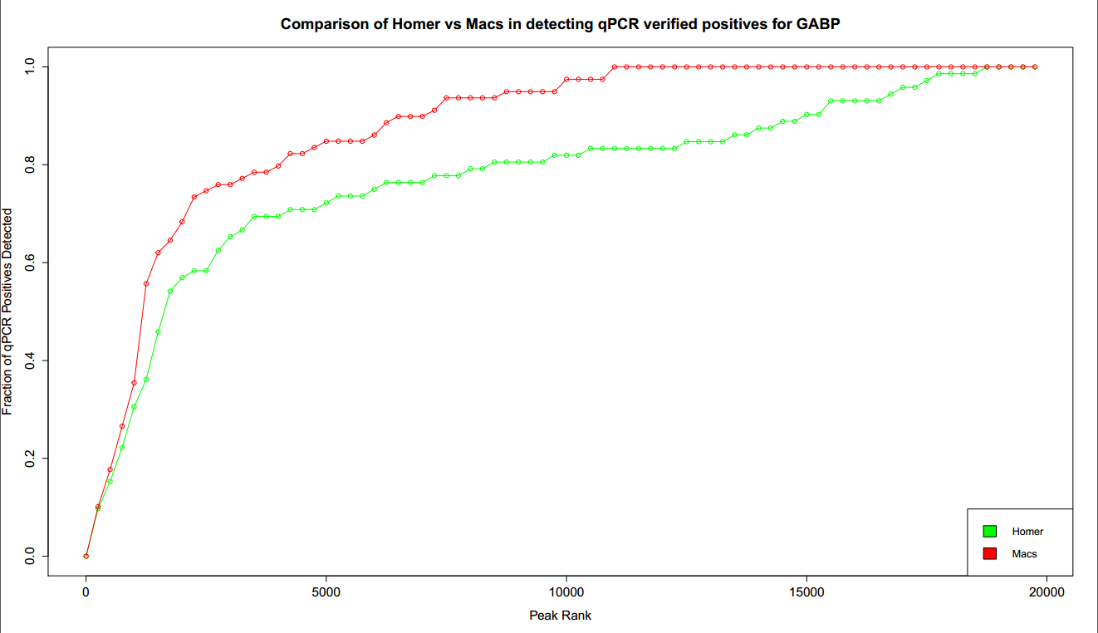 Comparison of Homer vs Macs in detecting qPCR verified positives for GABP
Fraction of qPCR Positives Detected
1.0
0.8
0.6
0.4
0.2
0.0
Homer
Macs
0 5000 10000 15000 20000
Peak Rank